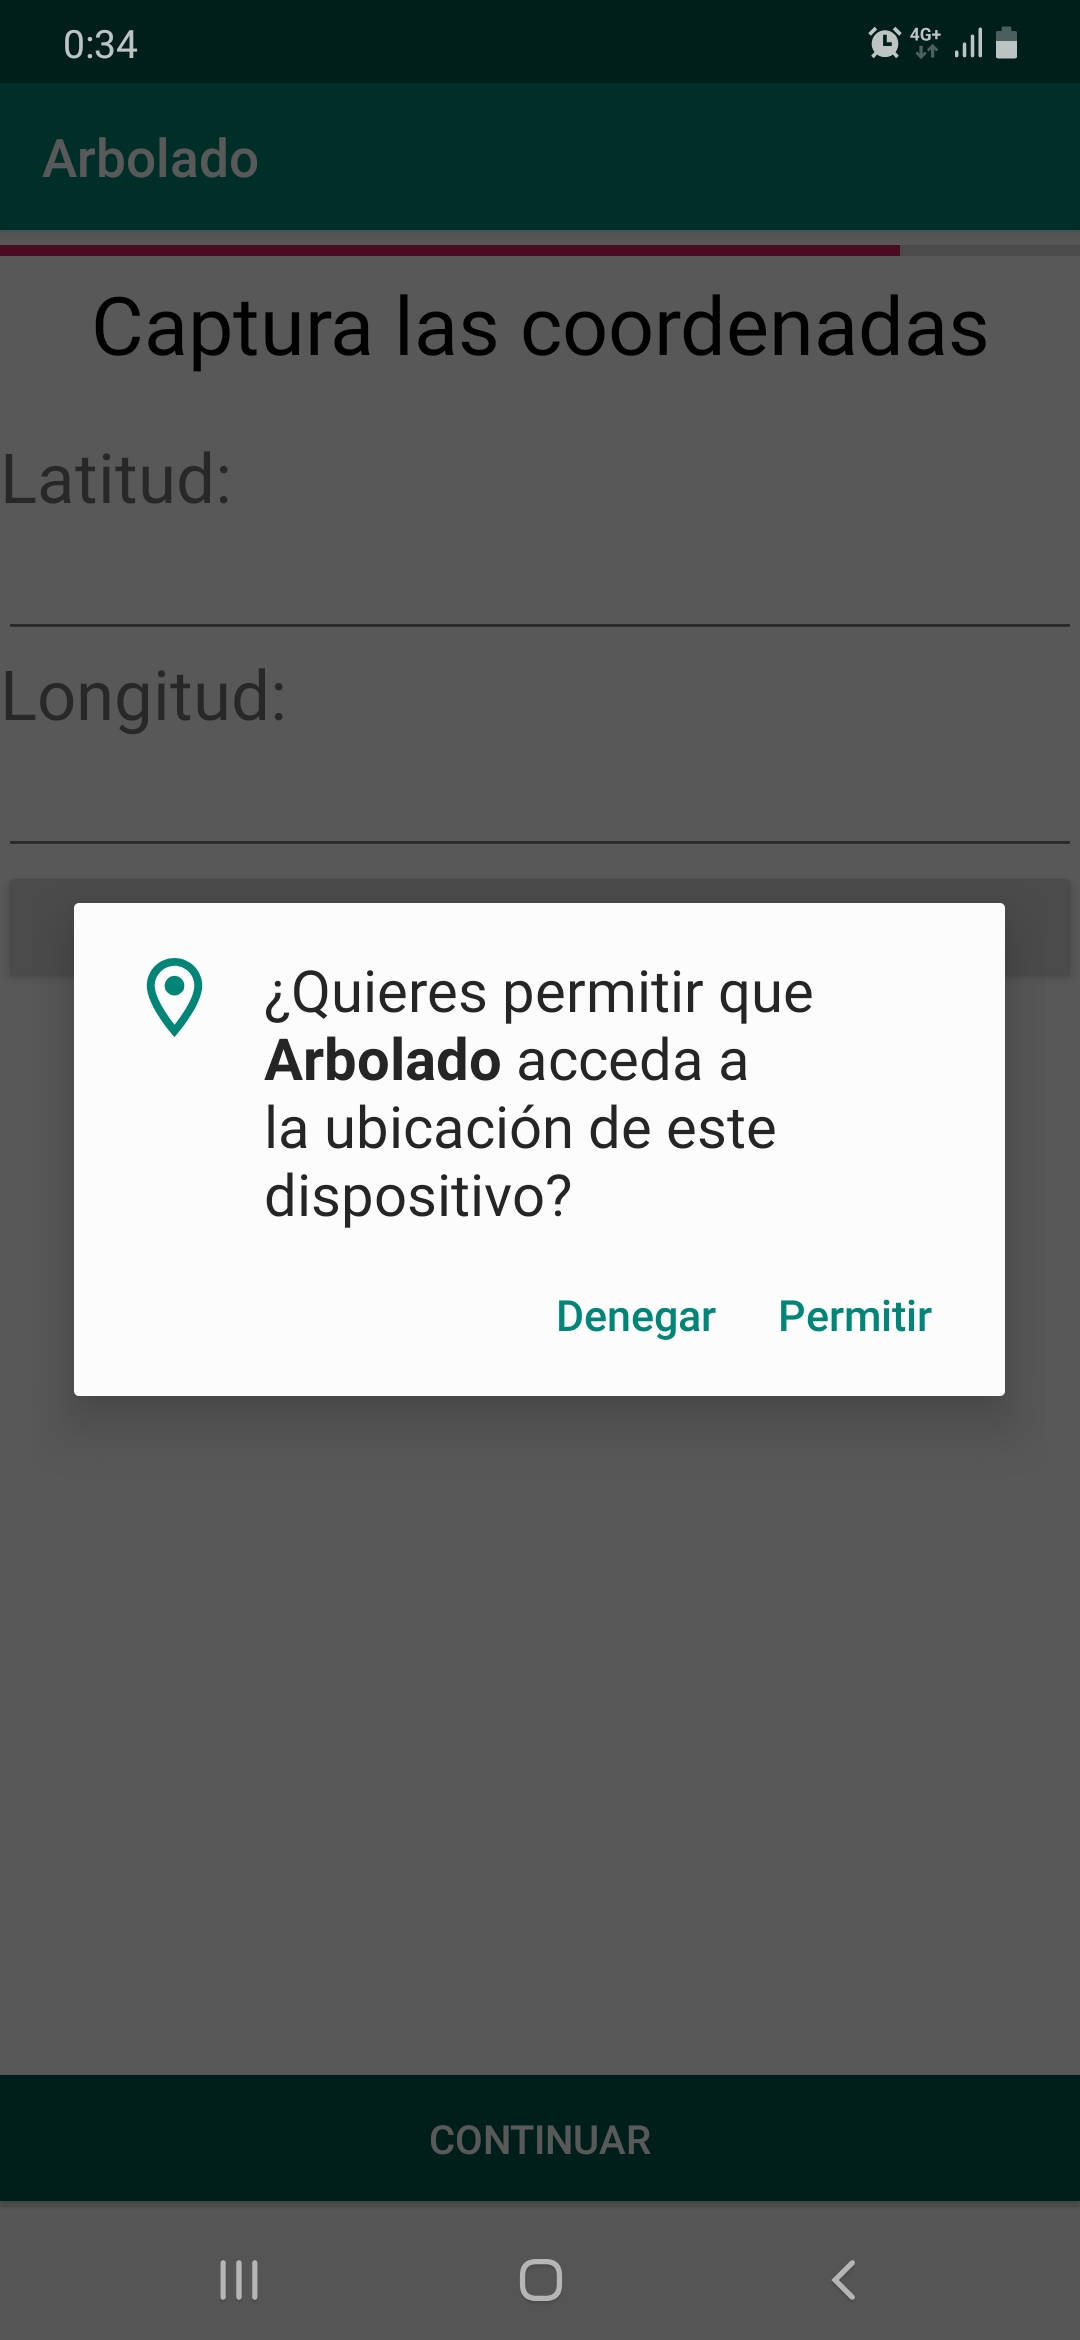 0:34
4G+
Arbolado
Captura las coordenadas
Latitud:
Longitud:
¿Quieres permitir que
Arbolado acceda a
la ubicación de este
dispositivo?
Denegar Permitir
CONTINUAR